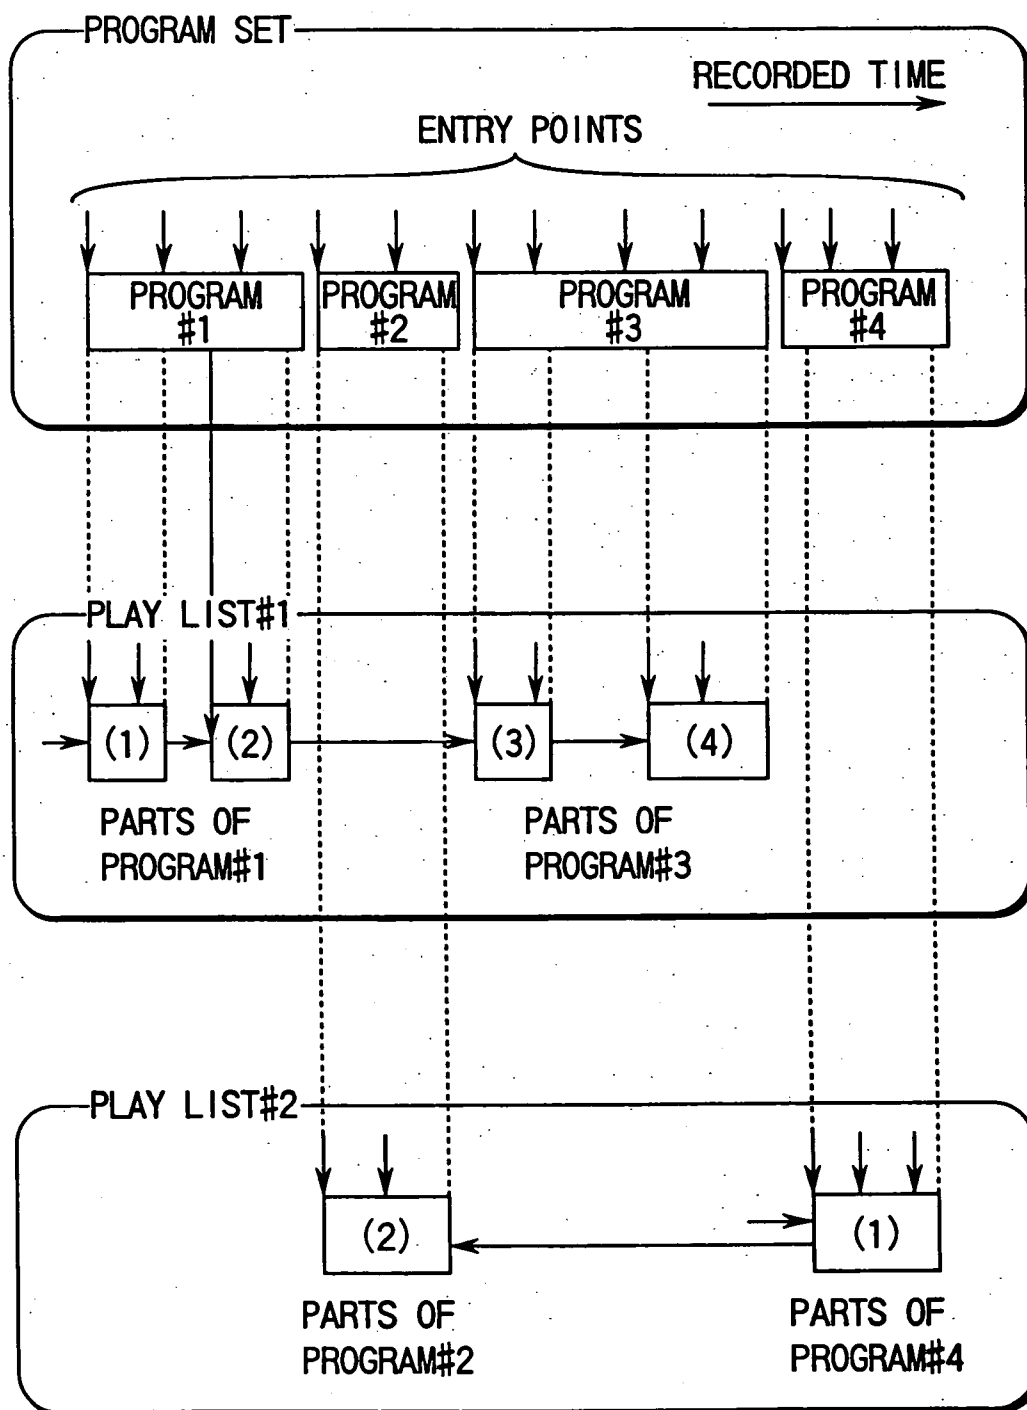 PROGRAM SET
RECORDED TIME
ENTRY POINTS
PROGRAM
#1
PROGRAM
#2
PROGRAM
#3
PROGRAM
#4
PLAY LIST#1
(1)
(2)
(3)
(4)
PARTS OF
PROGRAM#1
PARTS OF
PROGRAM#3
PLAY LIST#2
(2)
(1)
PARTS OF
PROGRAM#2
PARTS OF
PROGRAM#4